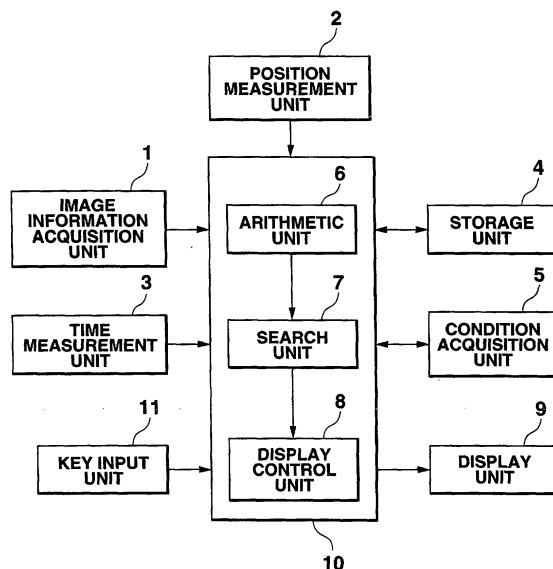 2
POSITION
MEASUREMENT
UNIT
1
IMAGE
INFORMATION
ACQUISITION
UNIT
6
ARITHMETIC
UNIT
4
STORAGE
UNIT
3
TIME
MEASUREMENT
UNIT
7
SEARCH
UNIT
5
CONDITION
ACQUISITION
UNIT
11
KEY INPUT
UNIT
8
DISPLAY
CONTROL
UNIT
9
DISPLAY
UNIT
10